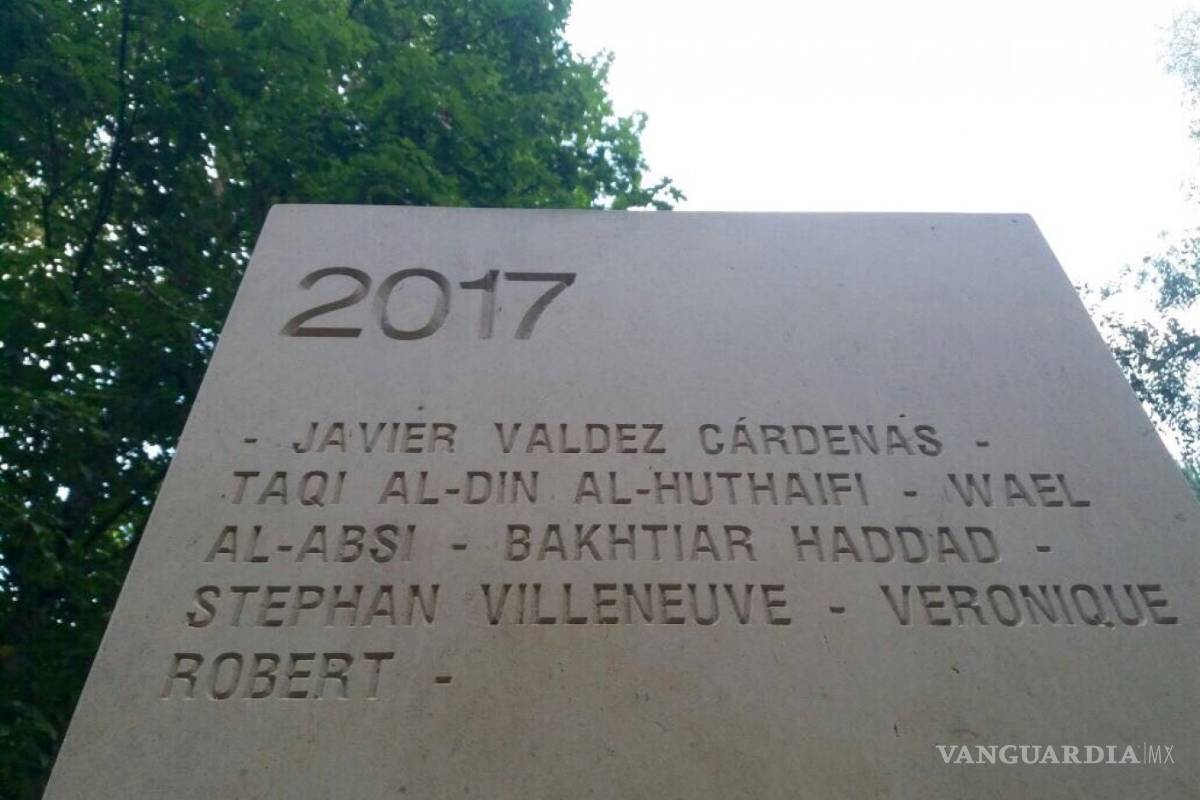 2017
- JAVIER VALDEZ CÁRDENAS -
TAQI AL-DIN AL-HUTHAIFI - WAEL
AL-ABSI - BAKHTIAR HADDAD -
STEPHAN VILLENEUVE - VERONIQUE
ROBERT -
VANGUARDIA|MX